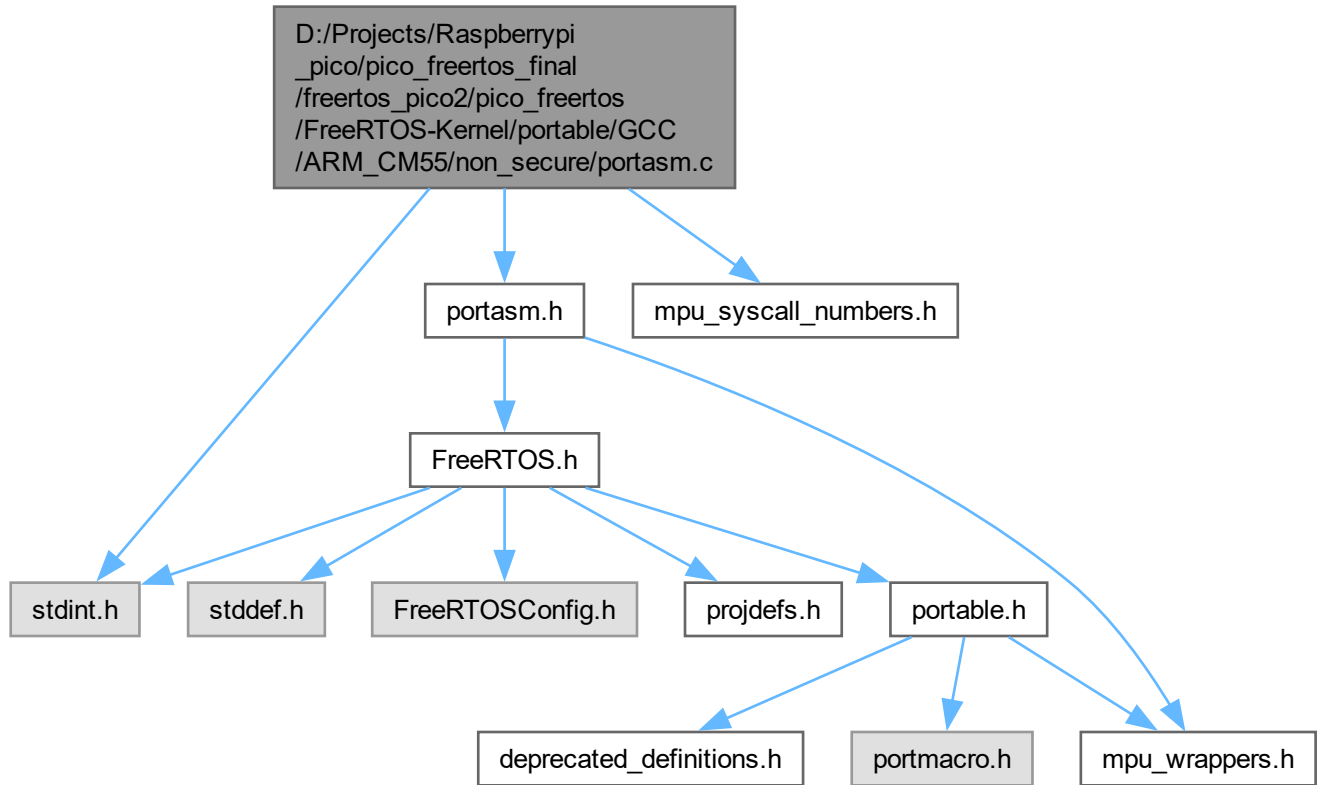 D:/Projects/Raspberrypi
_pico/pico_freertos_final
/freertos_pico2/pico_freertos
/FreeRTOS-Kernel/portable/GCC
/ARM_CM55/non_secure/portasm.c
portasm.h
mpu_syscall_numbers.h
FreeRTOS.h
stdint.h
stddef.h
FreeRTOSConfig.h
projdefs.h
portable.h
deprecated_definitions.h
portmacro.h
mpu_wrappers.h